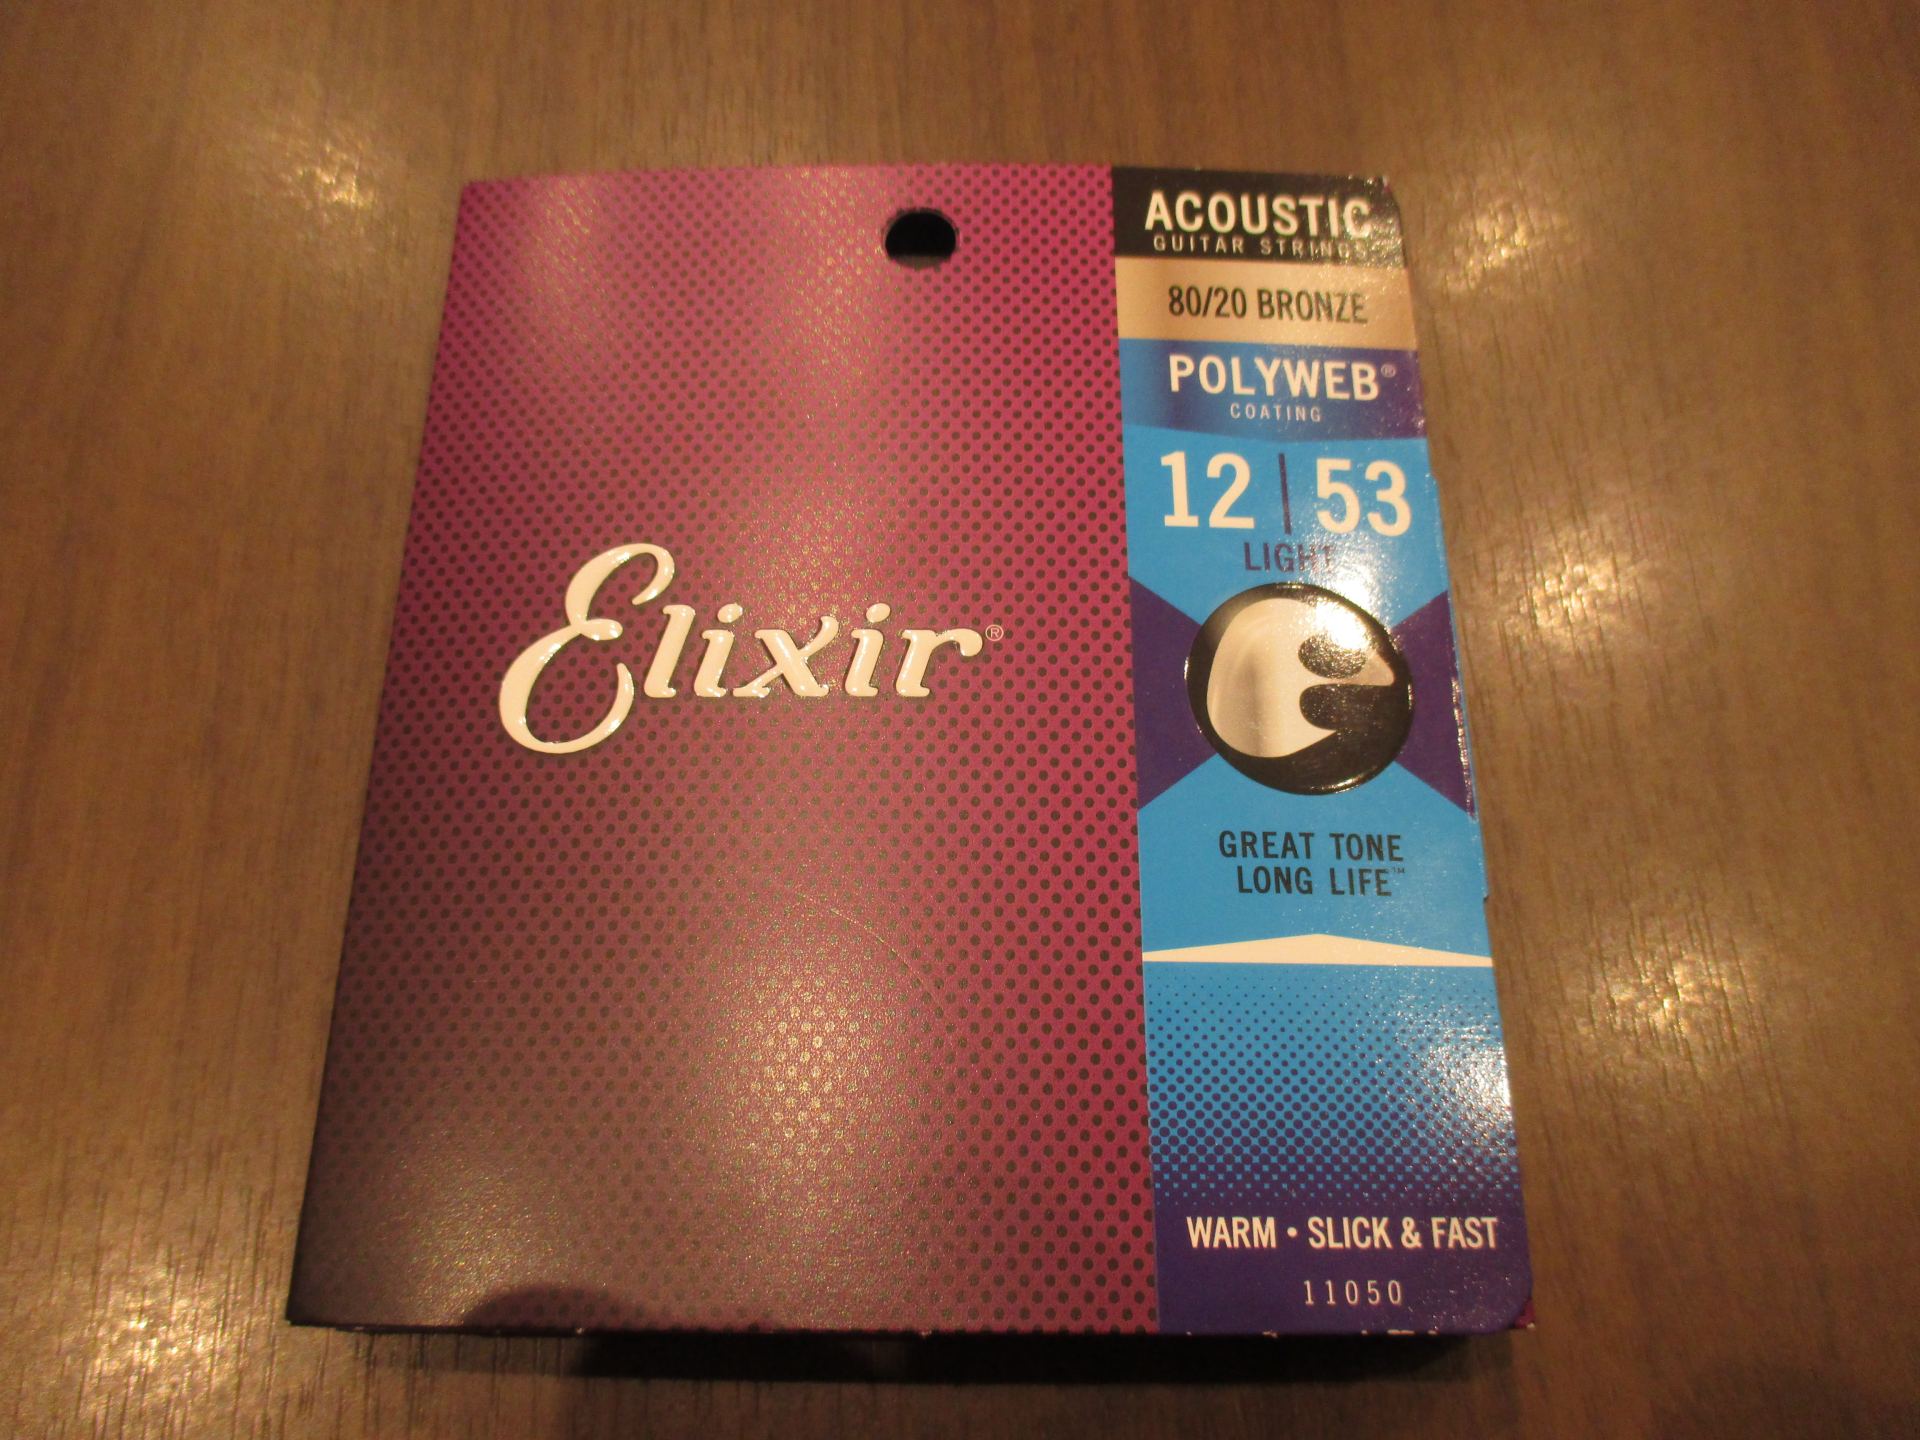 Elixir®
ACOUSTIC
GUITAR STRINGS
80/20 BRONZE
POLYWEB®
COATING
12 | 53
LIGHT
GREAT TONE
LONG LIFE™
WARM • SLICK & FAST
11050